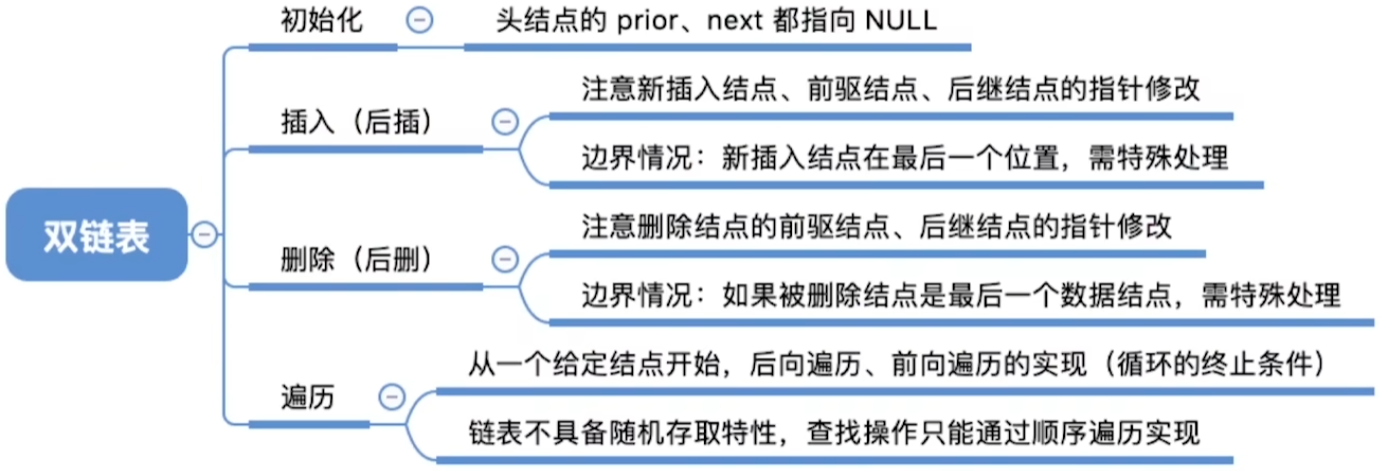 双链表
初始化
头结点的 prior、next 都指向 NULL
插入（后插）
注意新插入结点、前驱结点、后继结点的指针修改
边界情况：新插入结点在最后一个位置，需特殊处理
删除（后删）
注意删除结点的前驱结点、后继结点的指针修改
边界情况：如果被删除结点是最后一个数据结点，需特殊处理
遍历
从一个给定结点开始，后向遍历、前向遍历的实现（循环的终止条件）
链表不具备随机存取特性，查找操作只能通过顺序遍历实现